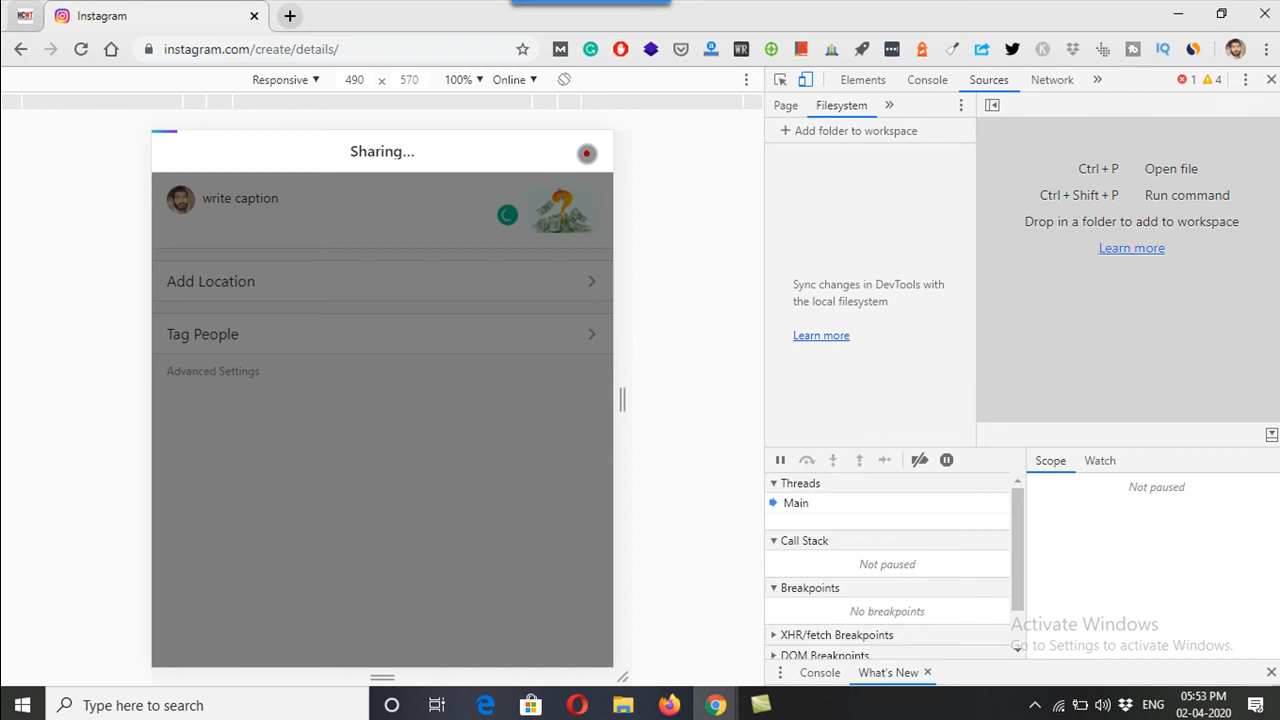 HCWT
Instagram
instagram.com/create/details/
M
WR
IQ
Responsive
490 × 570
100%
Online
Elements
Console
Sources
Network
1
4
Page
Filesystem
Add folder to workspace
Ctrl + P Open file
Ctrl + Shift + P Run command
Drop in a folder to add to workspace
Learn more
Sync changes in DevTools with
the local filesystem
Learn more
Sharing...
write caption
?
Add Location
Tag People
Advanced Settings
Threads
Main
Call Stack
Not paused
Breakpoints
No breakpoints
XHR/fetch Breakpoints
DOM Breakpoints
Scope
Watch
Not paused
Activate Windows
Go to Settings to activate Windows.
Console
What's New
Type here to search
ENG
05:53 PM
02-04-2020